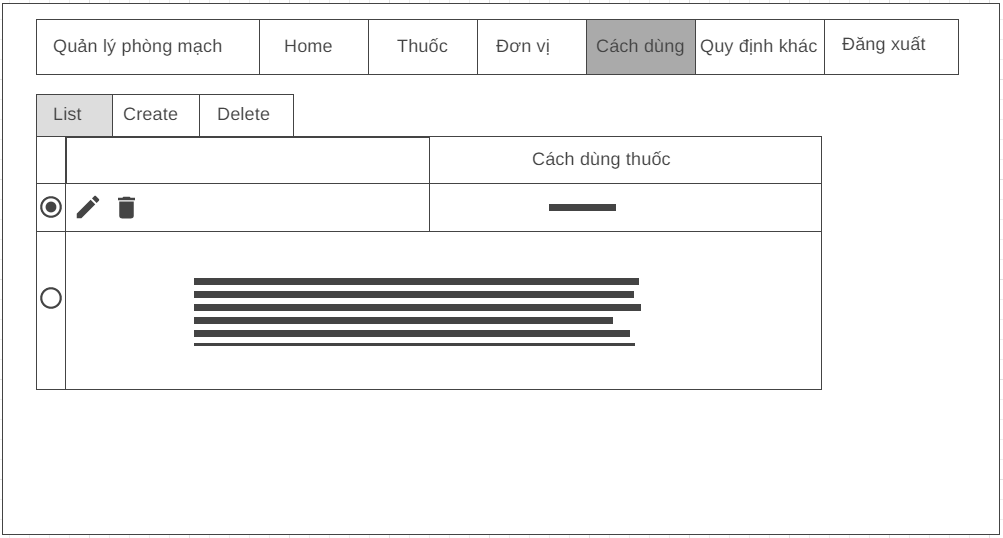 Quản lý phòng mạch Home Thuốc Đơn vị Cách dùng Quy định khác Đăng xuất
List Create Delete
Cách dùng thuốc